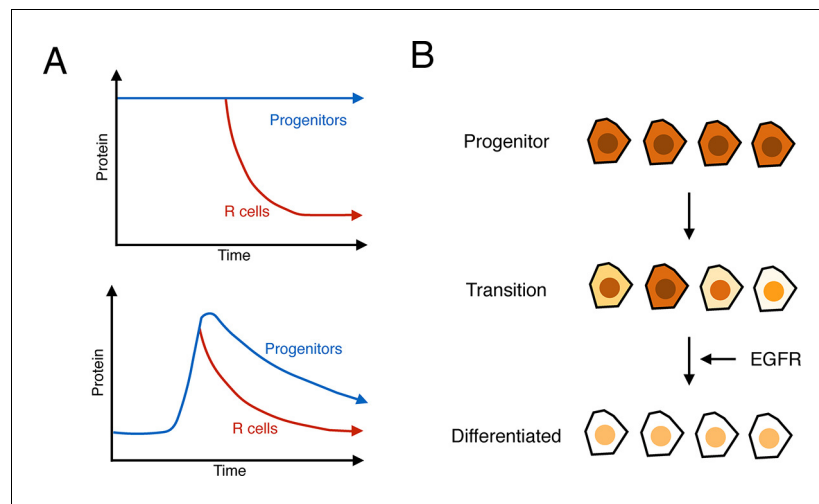 A
Protein
Progenitors
R cells
Time
Protein
Progenitors
R cells
Time
B
Progenitor
Transition
EGFR
Differentiated